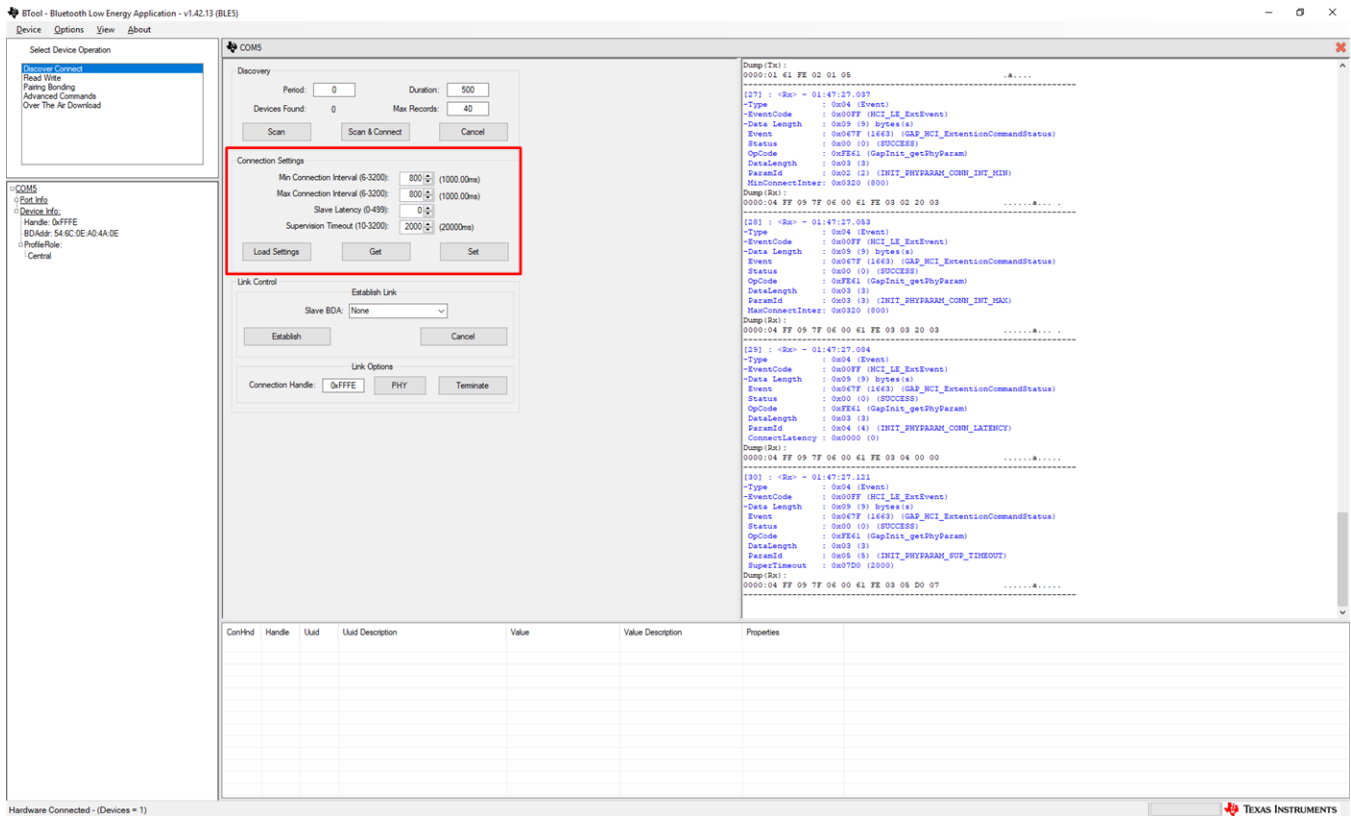 BTool - Bluetooth Low Energy Application - v1.42.13 (BLE5)
Device Options View About
Select Device Operation
Discover Connect
Read Write
Pairing Bonding
Advanced Commands
Over The Air Download
COM5
Port Info
Device Info:
Handle: 0xFFFE
BDAddr: 54:6C:0E:A0:4A:0E
ProfileRole:
Central
COM5
Discovery
Period: 0 Duration: 500
Devices Found: 0 Max Records: 40
Scan Scan & Connect Cancel
Connection Settings
Min Connection Interval (6-3200): 800 (1000.00ms)
Max Connection Interval (6-3200): 800 (1000.00ms)
Slave Latency (0-499): 0
Supervision Timeout (10-3200): 2000 (20000ms)
Load Settings Get Set
Link Control
Establish Link
Slave BDA: None
Establish Cancel
Link Options
Connection Handle: 0xFFFE PHY Terminate
Dump(Tx):
0000:01 61 FE 02 01 05 .a....
--------------------------------------------------------------------
[27] : <Rx> - 01:47:27.037
-Type : 0x04 (Event)
-EventCode : 0x00FF (HCI_LE_ExtEvent)
-Data Length : 0x09 (9) bytes(s)
Event : 0x067F (1663) (GAP_HCI_ExtentionCommandStatus)
Status : 0x00 (0) (SUCCESS)
OpCode : 0xFE61 (GapInit_getPhyParam)
DataLength : 0x03 (3)
ParamId : 0x02 (2) (INIT_PHYPARAM_CONN_INT_MIN)
MinConnectInter: 0x0320 (800)
Dump(Rx):
0000:04 FF 09 7F 06 00 61 FE 03 02 20 03 ......a... .
--------------------------------------------------------------------
[28] : <Rx> - 01:47:27.053
-Type : 0x04 (Event)
-EventCode : 0x00FF (HCI_LE_ExtEvent)
-Data Length : 0x09 (9) bytes(s)
Event : 0x067F (1663) (GAP_HCI_ExtentionCommandStatus)
Status : 0x00 (0) (SUCCESS)
OpCode : 0xFE61 (GapInit_getPhyParam)
DataLength : 0x03 (3)
ParamId : 0x03 (3) (INIT_PHYPARAM_CONN_INT_MAX)
MaxConnectInter: 0x0320 (800)
Dump(Rx):
0000:04 FF 09 7F 06 00 61 FE 03 03 20 03 ......a... .
--------------------------------------------------------------------
[29] : <Rx> - 01:47:27.084
-Type : 0x04 (Event)
-EventCode : 0x00FF (HCI_LE_ExtEvent)
-Data Length : 0x09 (9) bytes(s)
Event : 0x067F (1663) (GAP_HCI_ExtentionCommandStatus)
Status : 0x00 (0) (SUCCESS)
OpCode : 0xFE61 (GapInit_getPhyParam)
DataLength : 0x03 (3)
ParamId : 0x04 (4) (INIT_PHYPARAM_CONN_LATENCY)
ConnectLatency : 0x0000 (0)
Dump(Rx):
0000:04 FF 09 7F 06 00 61 FE 03 04 00 00 ......a.....
--------------------------------------------------------------------
[30] : <Rx> - 01:47:27.121
-Type : 0x04 (Event)
-EventCode : 0x00FF (HCI_LE_ExtEvent)
-Data Length : 0x09 (9) bytes(s)
Event : 0x067F (1663) (GAP_HCI_ExtentionCommandStatus)
Status : 0x00 (0) (SUCCESS)
OpCode : 0xFE61 (GapInit_getPhyParam)
DataLength : 0x03 (3)
ParamId : 0x05 (5) (INIT_PHYPARAM_SUP_TIMEOUT)
SuperTimeout : 0x07D0 (2000)
Dump(Rx):
0000:04 FF 09 7F 06 00 61 FE 03 05 D0 07 ......a.....
--------------------------------------------------------------------
ConHnd Handle Uuid Uuid Description Value Value Description Properties
Hardware Connected - (Devices = 1)
TEXAS INSTRUMENTS